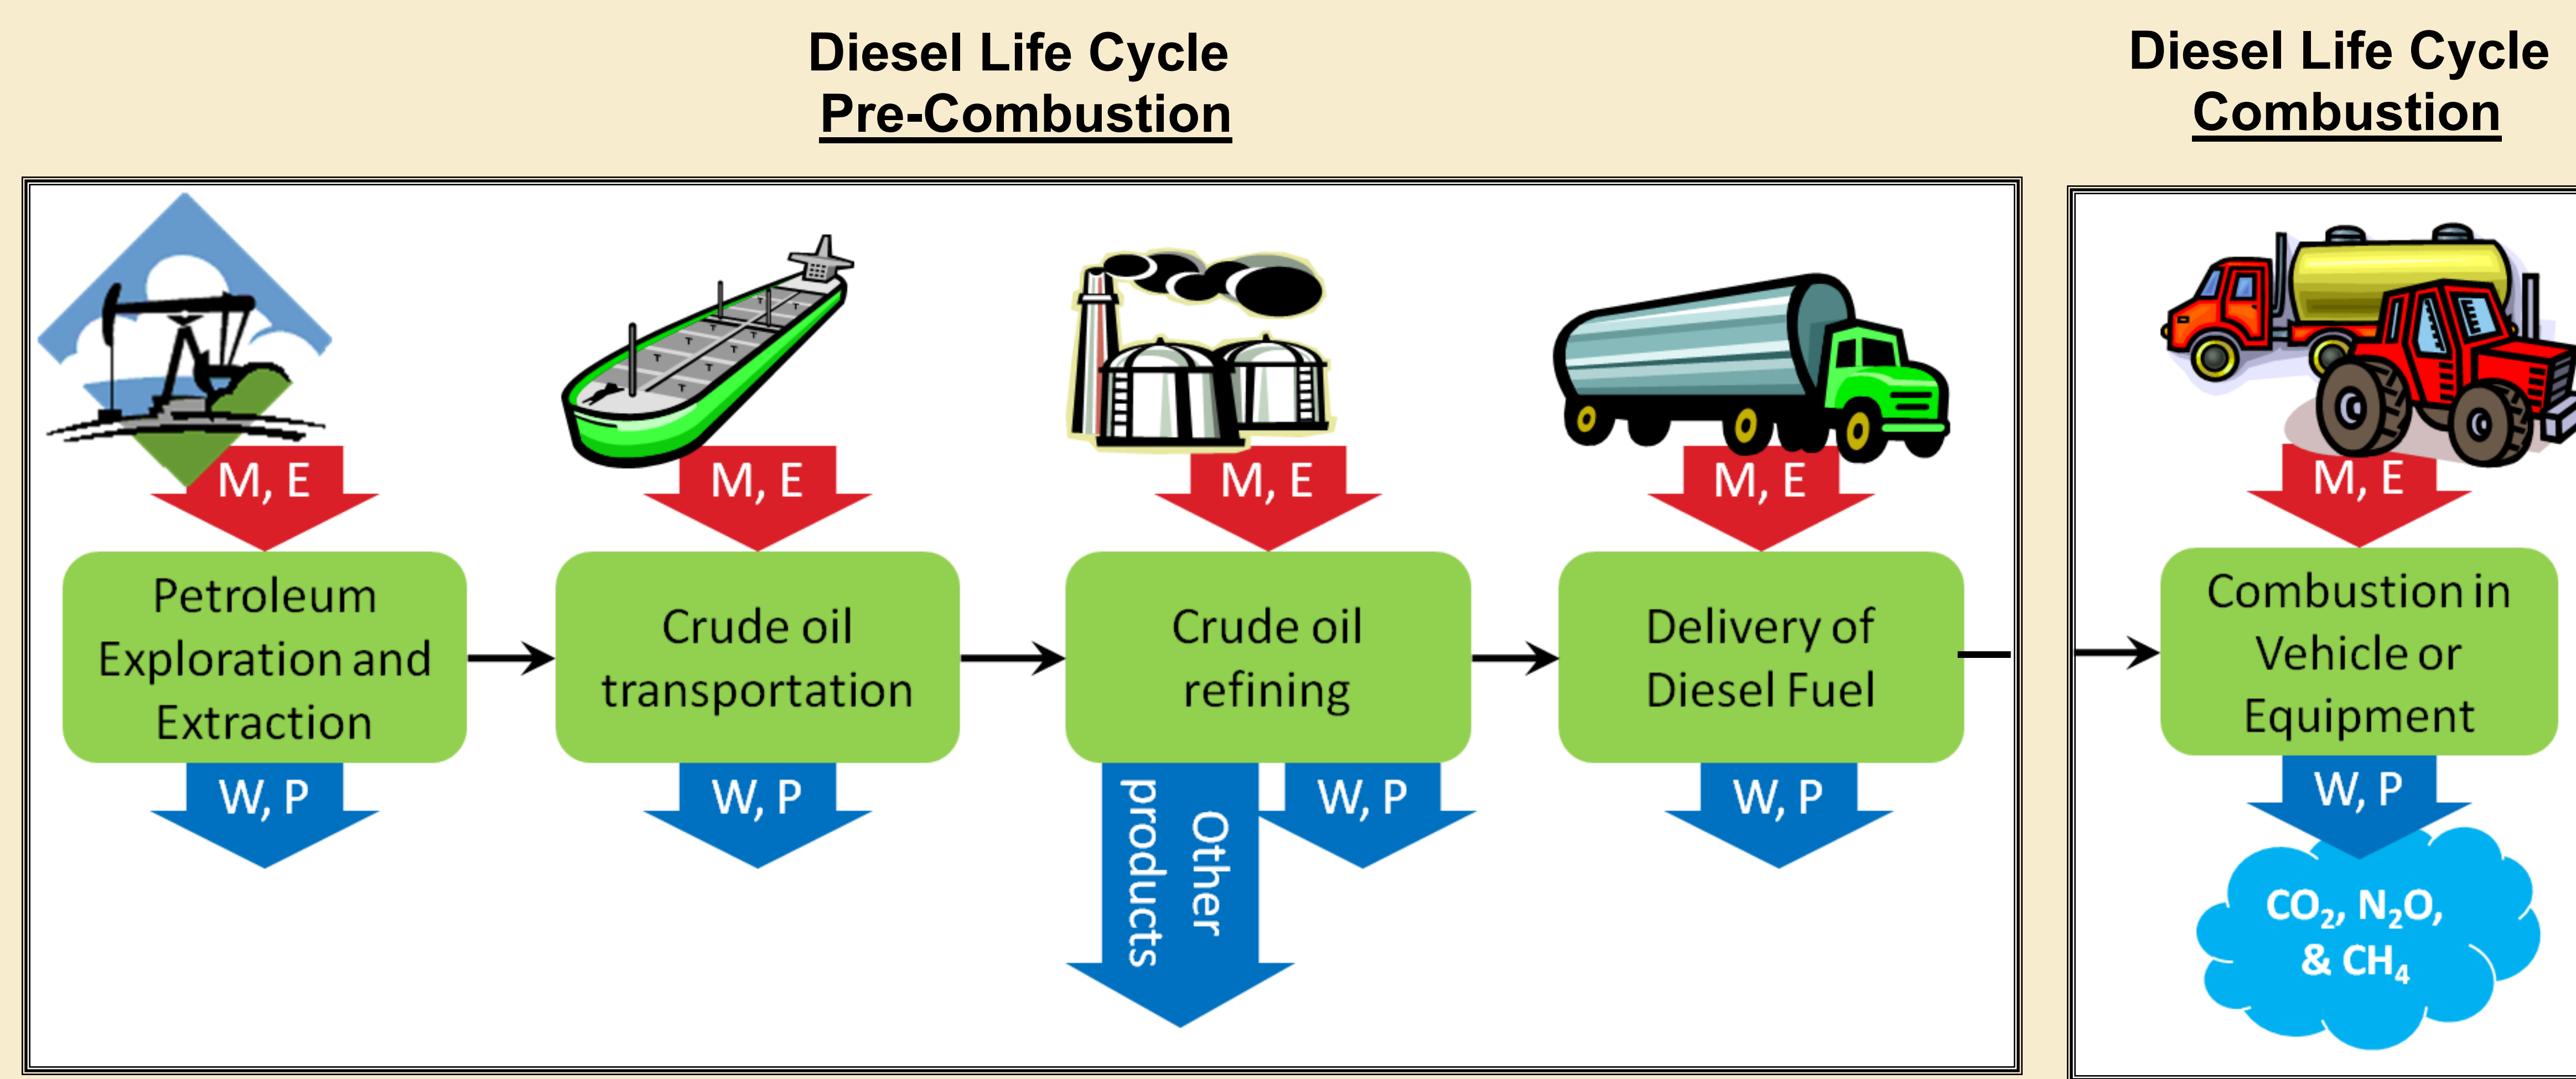 Diesel Life Cycle
Pre-Combustion
M, E
M, E
M, E
M, E
Petroleum
Exploration and
Extraction
Crude oil
transportation
Crude oil
refining
Delivery of
Diesel Fuel
W, P
W, P
Other
products
W, P
W, P
Diesel Life Cycle
Combustion
M, E
Combustion in
Vehicle or
Equipment
W, P
CO₂, N₂O,
& CH₄